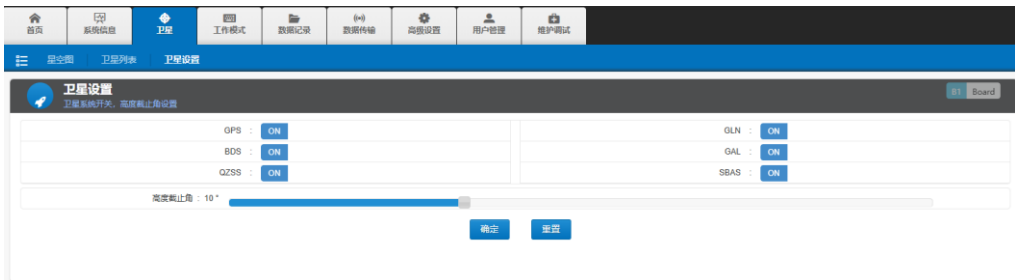 首页 系统信息 卫星 工作模式 数据记录 数据传输 高级设置 用户管理 维护调试
星空图 卫星列表 卫星设置
卫星设置
卫星系统开关、高度截止角设置
B1 Board
GPS : ON GLN : ON
BDS : ON GAL : ON
QZSS : ON SBAS : ON
高度截止角 : 10 °
确定 重置